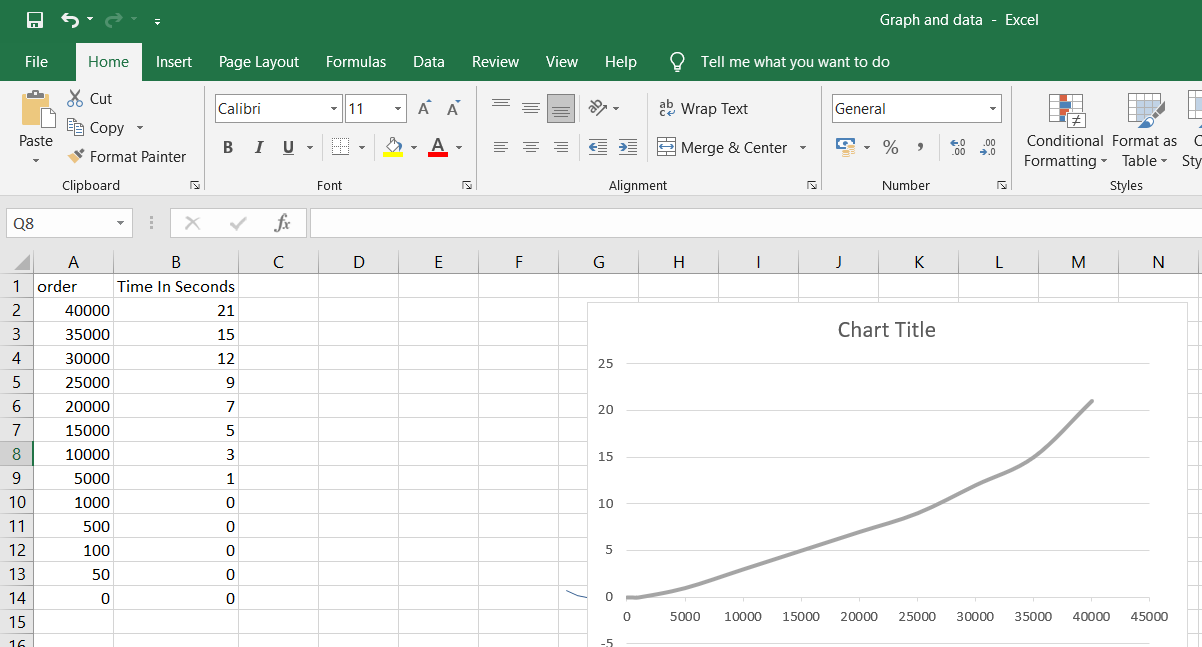 Graph and data - Excel
File Home Insert Page Layout Formulas Data Review View Help Tell me what you want to do
Paste
Cut
Copy
Format Painter
Clipboard
Calibri 11 A A
B I U A
Font
ab c Wrap Text
Merge & Center
Alignment
General
% , .0 .00 .00 .0
Number
Conditional Formatting
Format as Table
Styles
Q8 fx
A B C D E F G H I J K L M N
1 order Time In Seconds
2 40000 21
3 35000 15
4 30000 12
5 25000 9
6 20000 7
7 15000 5
8 10000 3
9 5000 1
10 1000 0
11 500 0
12 100 0
13 50 0
14 0 0
15
16
Chart Title
25
20
15
10
5
0
0 5000 10000 15000 20000 25000 30000 35000 40000 45000
-5